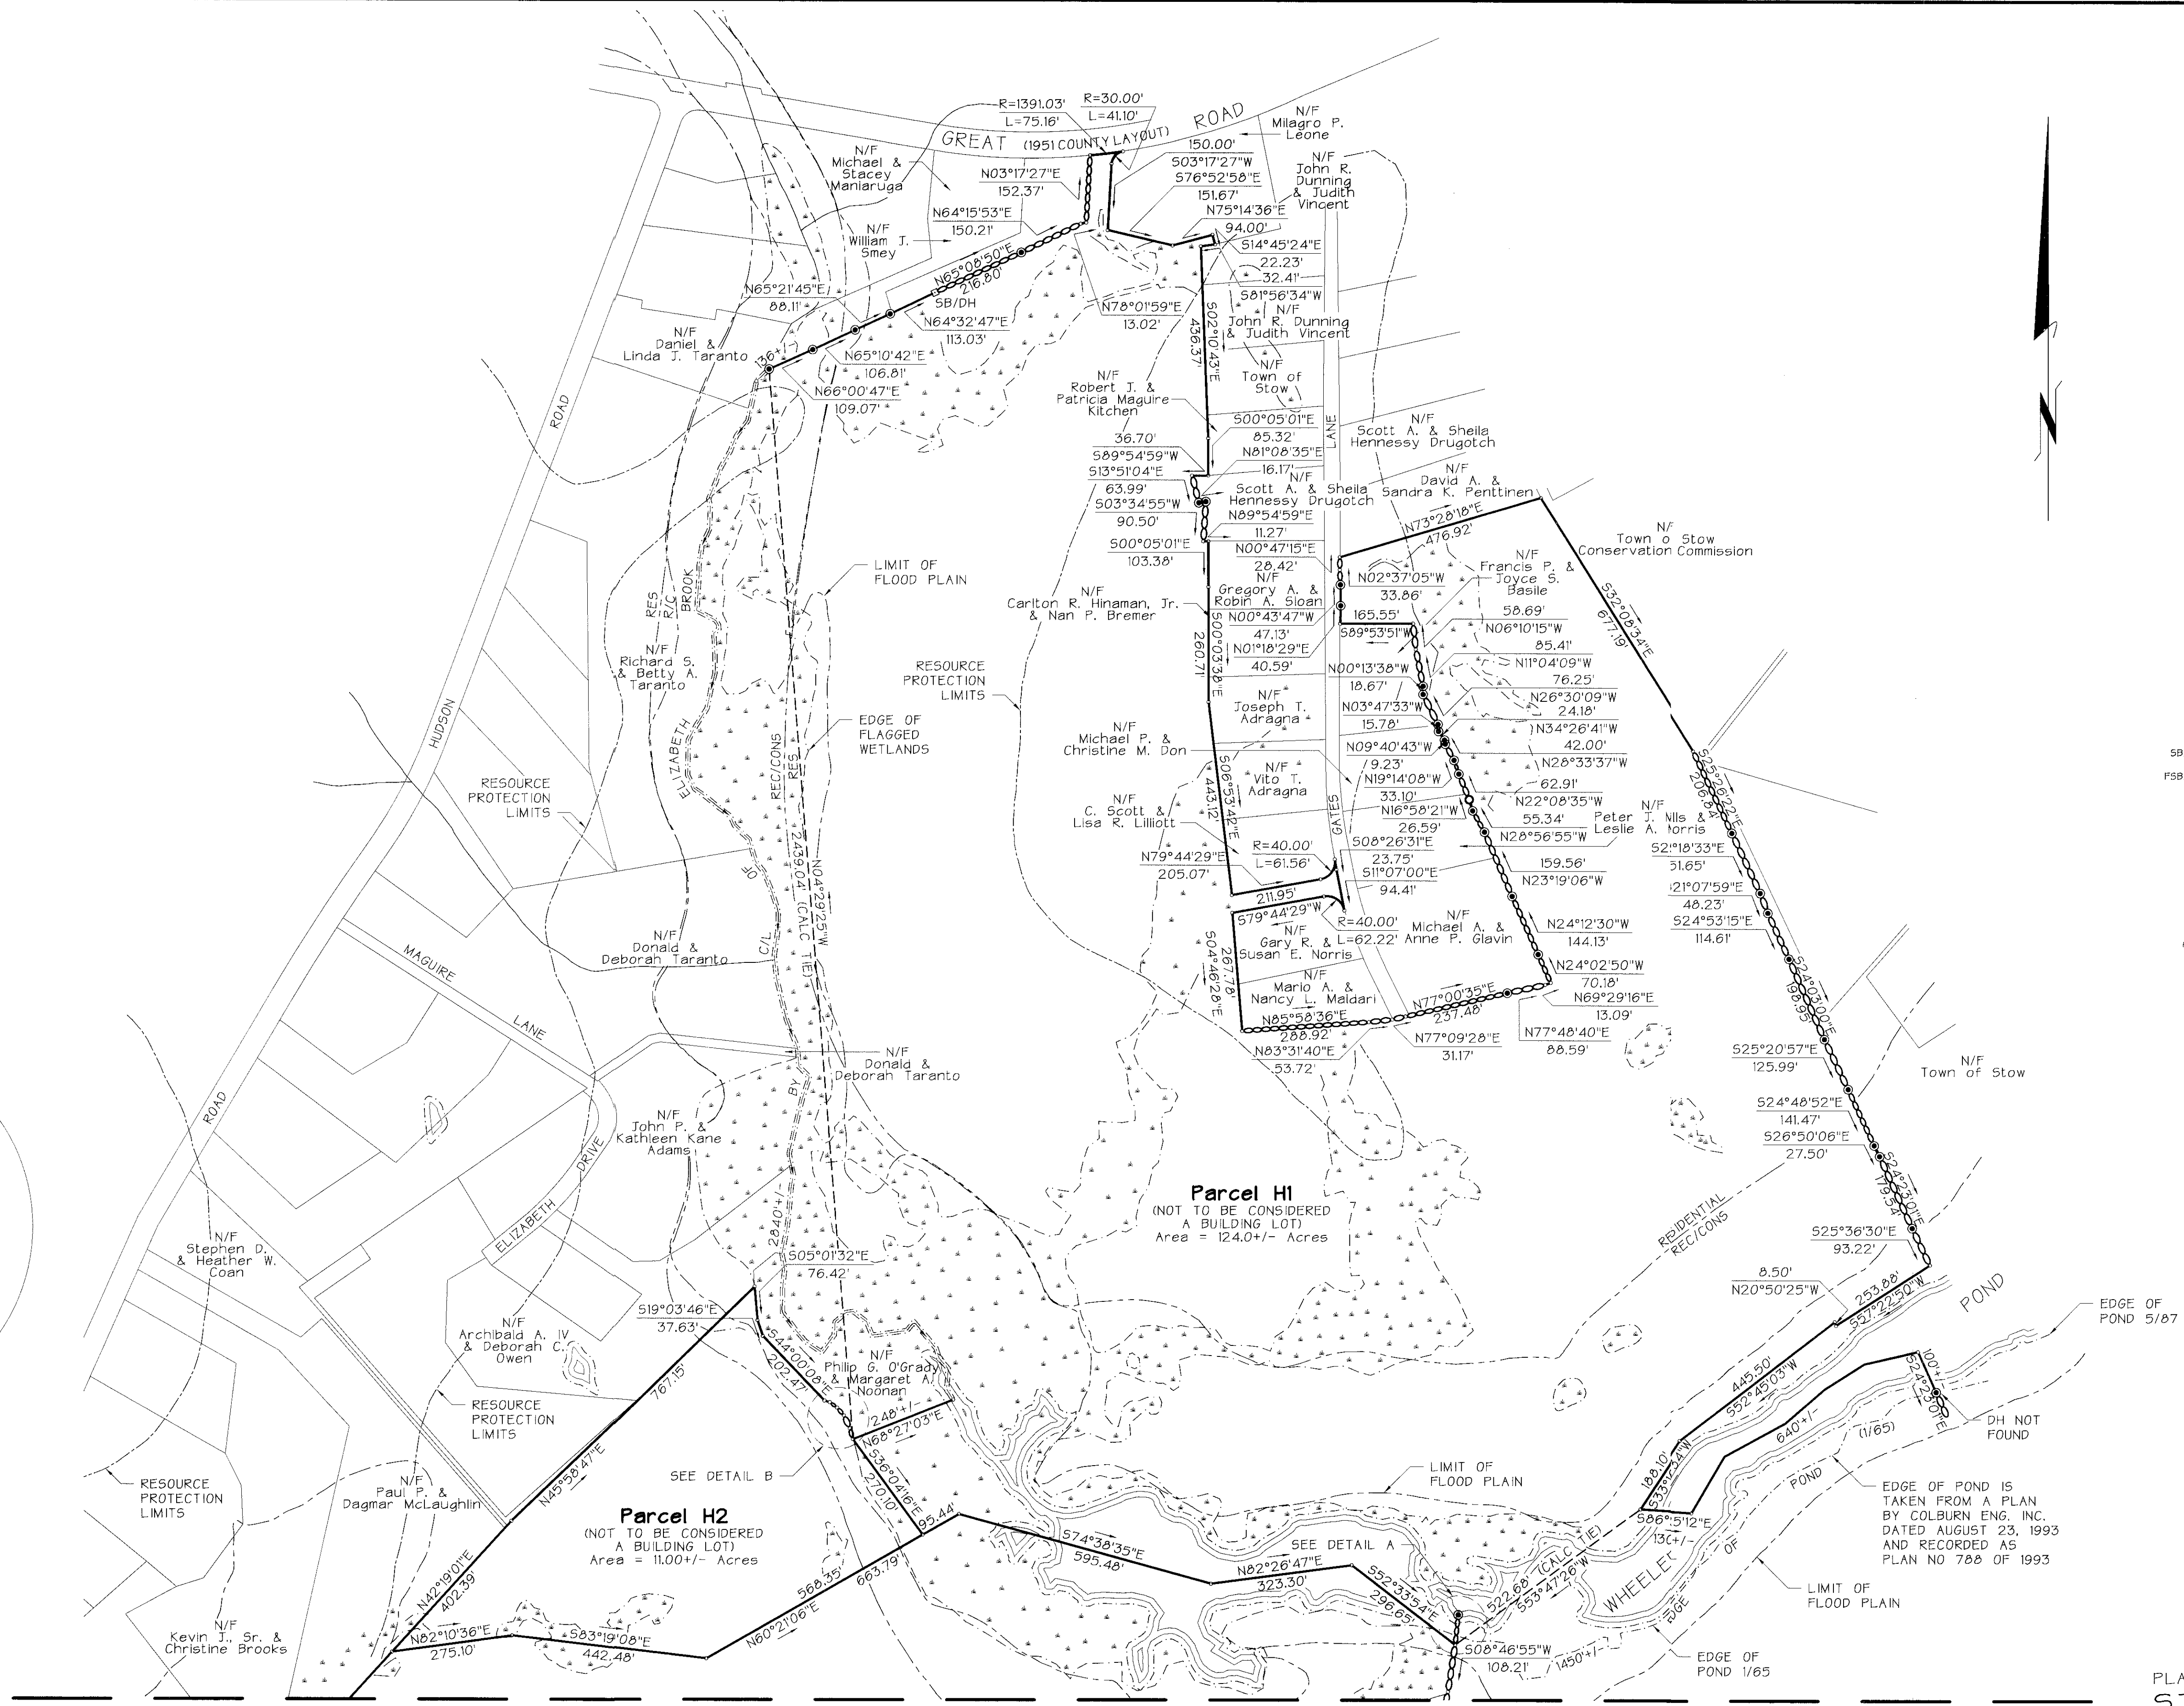 R=1391.03'
L=75.16'
R=30.00'
L=41.10'
GREAT (1951 COUNTY LAYOUT) ROAD
N/F
Milagro P.
Leone
N/F
Michael &
Stacey
Maniaruga
N03°17'27"E
152.37'
150.00'
S03°17'27"W
S76°52'58"E
151.67'
N/F
John R.
Dunning
& Judith
Vincent
N75°14'36"E
94.00'
N64°15'53"E
150.21'
N/F
William J.
Smey
S14°45'24"E
22.23'
32.41'
S81°56'34"W
N65°08'50"E
216.80'
N65°21'45"E
88.11'
SB/DH
N64°32'47"E
113.03'
N78°01'59"E
13.02'
S02°10'43"E
436.37'
N/F
John R. Dunning
& Judith Vincent
N/F
Daniel &
Linda J. Taranto
136+/-
N65°10'42"E
106.81'
N66°00'47"E
109.07'
N/F
Town of
Stow
N/F
Robert J. &
Patricia Maguire
Kitchen
S00°05'01"E
85.32'
N81°08'35"E
16.17'
LANE
N/F
Scott A. & Sheila
Hennessy Drugotch
36.70'
S89°54'59"W
S13°51'04"E
63.99'
S03°34'55"W
90.50'
N/F
Scott A. & Sheila
Hennessy Drugotch
N/F
David A. &
Sandra K. Penttinen
N89°54'59"E
11.27'
S00°05'01"E
103.38'
N00°47'15"E
28.42'
N73°28'18"E
476.92'
N/F
Town o Stow
Conservation Commission
ROAD
LIMIT OF
FLOOD PLAIN
N/F
Gregory A. &
Robin A. Sloan
N02°37'05"W
33.86'
165.55'
S89°53'51"W
N/F
Francis P. &
Joyce S.
Basile
N/F
Carlton R. Hinaman, Jr.
& Nan P. Bremer
S00°03'38"E
260.71'
N00°43'47"W
47.13'
N01°18'29"E
40.59'
58.69'
N06°10'15"W
85.41'
N11°04'09"W
76.25'
N26°30'09"W
24.18'
N34°26'41"W
42.00'
N28°33'37"W
62.91'
N22°08'35"W
55.34'
N28°56'55"W
159.56'
N23°19'06"W
S32°08'34"E
677.19'
RES
R/C
BROOK
N/F
Richard S.
& Betty A.
Taranto
RESOURCE
PROTECTION
LIMITS
N00°13'38"W
18.67'
N03°47'33"W
15.78'
N09°40'43"W
9.23'
N19°14'08"W
33.10'
N16°58'21"W
26.59'
N/F
Joseph T.
Adragna
HUDSON
ELIZABETH
EDGE OF
FLAGGED
WETLANDS
REC/CONS
RES
N/F
Michael P. &
Christine M. Don
N/F
Vito T.
Adragna
SB
FSB
RESOURCE
PROTECTION
LIMITS
S06°53'42"E
443.12'
GATES
S25°26'22"E
206.84'
N/F
C. Scott &
Lisa R. Lilliott
N/F
Leslie A.
2439.04' (CALC TIE)
N04°29'25"W
N79°44'29"E
205.07'
R=40.00'
L=61.56'
S08°26'31"E
23.75'
S11°07'00"E
94.41'
18'33"E
51.65'
21°07'59"E
48.23'
S24°53'15"E
114.61'
OF
211.95'
S79°44'29"W
R=40.00'
L=62.22'
N/F
Michael A. &
Anne P. Glavin
N24°12'30"W
144.13'
N/F
Donald &
Deborah Taranto
C/L
MAGUIRE
LANE
S04°46'28"E
267.78'
N/F
Gary R. &
Susan E. Norris
N/F
Mario A. &
Nancy L. Maldari
N24°02'50"W
70.18'
N69°29'16"E
13.09'
N77°00'35"E
237.48'
N85°58'36"E
288.92'
N83°31'40"E
53.72'
N77°09'28"E
31.17'
N77°48'40"E
88.59'
S24°03'00"E
198.95'
S25°20'57"E
125.99'
N/F
Donald &
Deborah Taranto
BY
N/F
Town of Stow
ROAD
N/F
John P. &
Kathleen Kane
Adams
DRIVE
S24°48'52"E
141.47'
S26°50'06"E
27.50'
S24°23'01"E
179.54'
Parcel H1
(NOT TO BE CONSIDERED
A BUILDING LOT)
Area = 124.0+/- Acres
RESIDENTIAL
REC/CONS
2840'+/-
ELIZABETH
N/F
Stephen D.
& Heather W.
Coan
S05°01'32"E
76.42'
S25°36'30"E
93.22'
8.50'
N20°50'25"W
253.88'
S57°22'50"W
POND
EDGE OF
POND 5/87
S19°03'46"E
37.63'
N/F
Archibald A. IV
& Deborah C.
Owen
S44°00'08"E
202.47'
N/F
Philip G. O'Grady
& Margaret A.
Noonan
767.15'
N45°58'47"E
248'+/-
N68°27'03"E
445.50'
S52°45'03"W
100'+/-
S24°23'01"E
DH NOT
FOUND
RESOURCE
PROTECTION
LIMITS
640'+/-
(1/65)
SEE DETAIL B
S36°04'16"E
270.10'
LIMIT OF
FLOOD PLAIN
188.10'
POND
RESOURCE
PROTECTION
LIMITS
N/F
Paul P. &
Dagmar McLaughlin
EDGE OF POND IS
TAKEN FROM A PLAN
BY COLBURN ENG. INC.
DATED AUGUST 23, 1993
AND RECORDED AS
PLAN NO 788 OF 1993
Parcel H2
(NOT TO BE CONSIDERED
A BUILDING LOT)
Area = 11.00+/- Acres
95.44'
S74°38'35"E
595.48'
SEE DETAIL A
OF
N82°26'47"E
323.30'
S52°33'54"E
296.65'
522.68' (CALC TIE)
S53°47'26"W
EDGE
LIMIT OF
FLOOD PLAIN
N42°19'01"E
402.39'
568.35'
663.79'
N60°21'06"E
N/F
Kevin J., Sr. &
Christine Brooks
N82°10'36"E
275.10'
S83°19'08"E
442.48'
S08°46'55"W
108.21'
1450'+/-
EDGE OF
POND 1/65